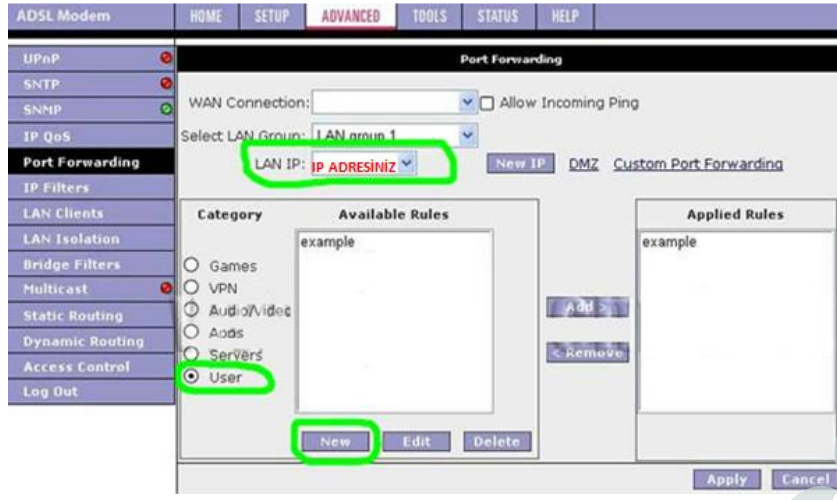 ADSL Modem HOME SETUP ADVANCED TOOLS STATUS HELP
UPnP
SNTP
SNMP
IP QoS
Port Forwarding
IP Filters
LAN Clients
LAN Isolation
Bridge Filters
Multicast
Static Routing
Dynamic Routing
Access Control
Log Out
Port Forwarding
WAN Connection: Allow Incoming Ping
Select LAN Group: LAN group 1
LAN IP: IP ADRESİNİZ New IP DMZ Custom Port Forwarding
Category Available Rules Applied Rules
example example
Games
VPN
Audio/Video
Apps
Servers
User
Add >
< Remove
New Edit Delete
Apply Cancel